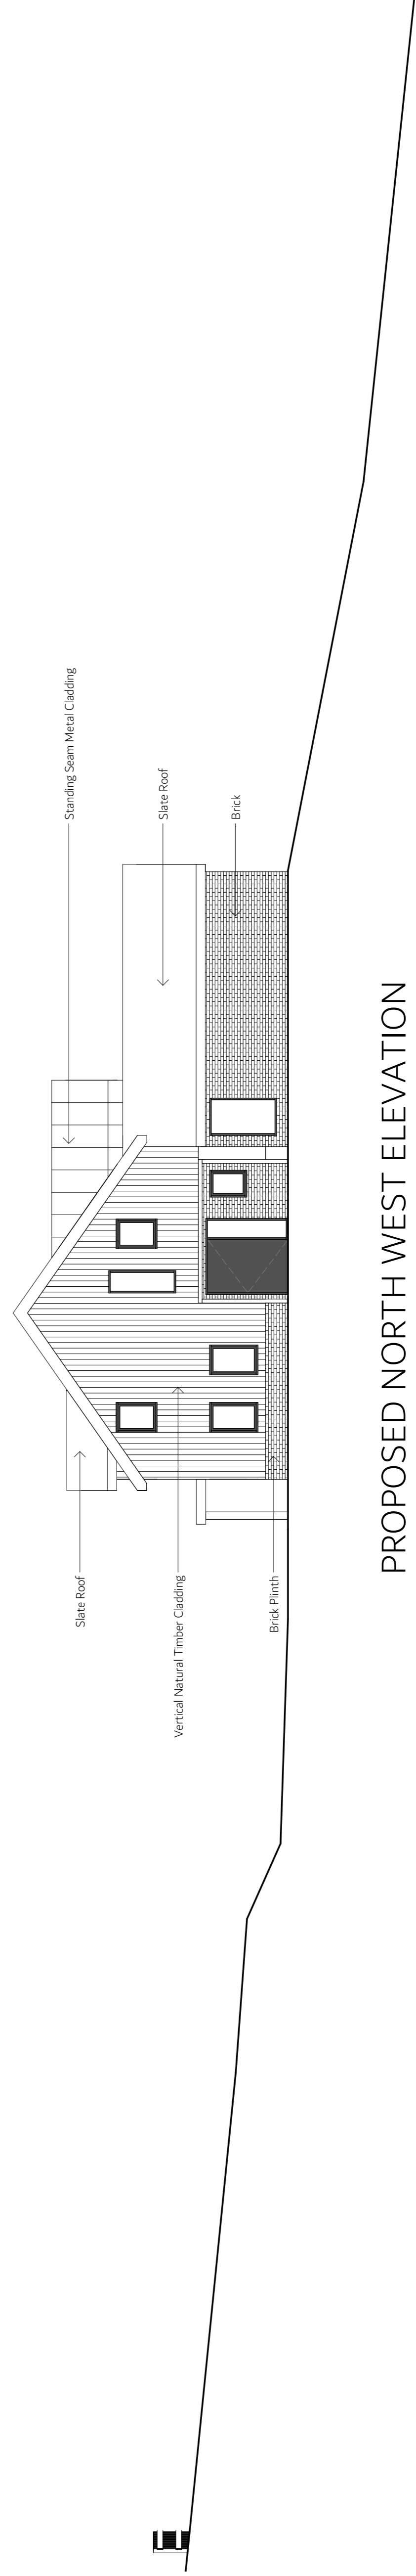 Slate Roof
Vertical Natural Timber Cladding
Brick Plinth
Standing Seam Metal Cladding
Slate Roof
Brick
PROPOSED NORTH WEST ELEVATION